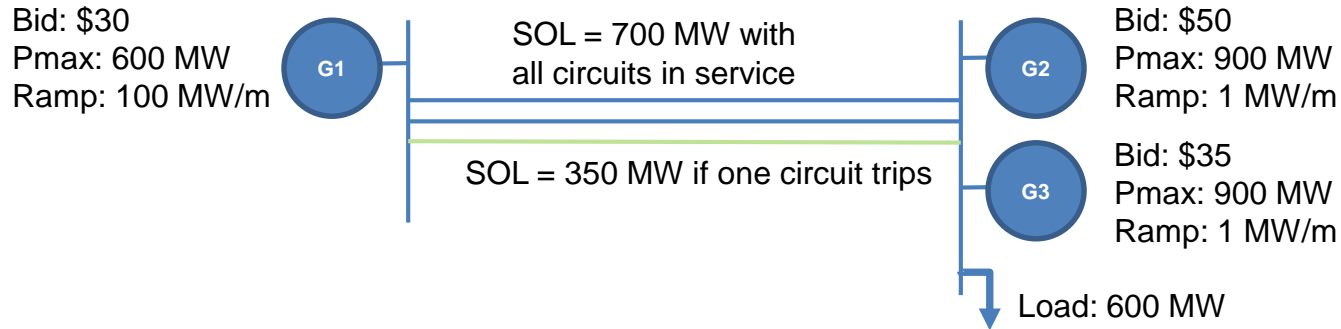 Bid: $30
Pmax: 600 MW
Ramp: 100 MW/m
G1
SOL = 700 MW with
all circuits in service
SOL = 350 MW if one circuit trips
G2
Bid: $50
Pmax: 900 MW
Ramp: 1 MW/m
G3
Bid: $35
Pmax: 900 MW
Ramp: 1 MW/m
Load: 600 MW